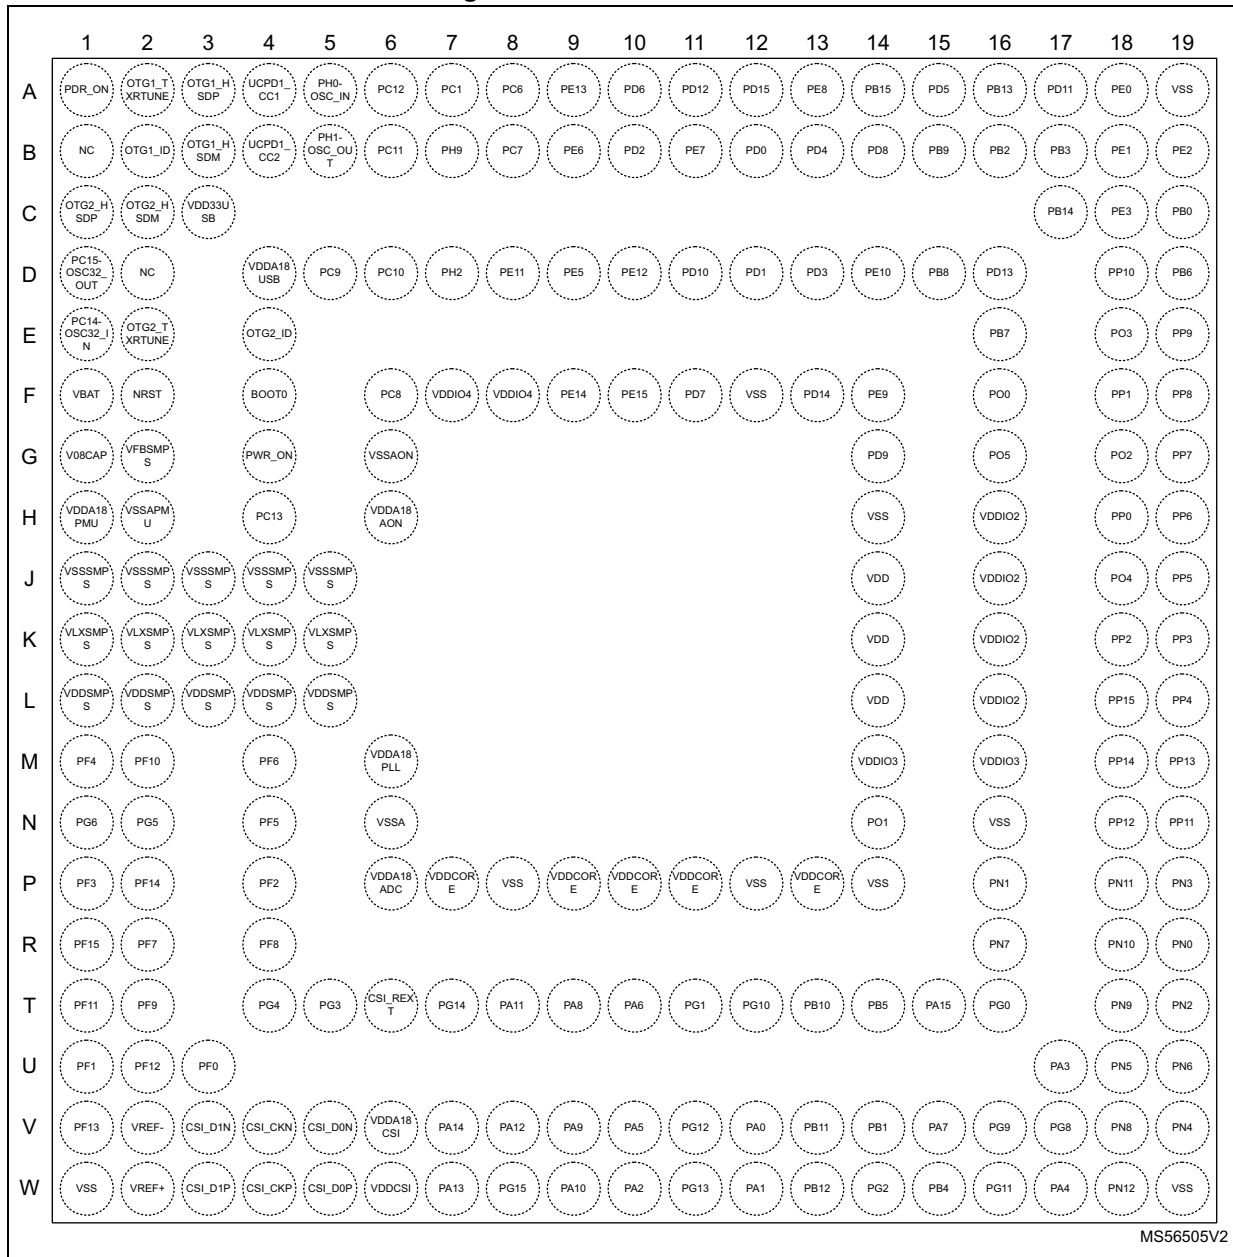 1 2 3 4 5 6 7 8 9 10 11 12 13 14 15 16 17 18 19
A PDR_ON OTG1_TXRTUNE OTG1_HSDP UCPD1_CC1 PH0-OSC_IN PC12 PC1 PC6 PE13 PD6 PD12 PD15 PE8 PB15 PD5 PB13 PD11 PE0 VSS
B NC OTG1_ID OTG1_HSDM UCPD1_CC2 PH1-OSC_OUT PC11 PH9 PC7 PE6 PD2 PE7 PD0 PD4 PD8 PB9 PB2 PB3 PE1 PE2
C OTG2_HSDP OTG2_HSDM VDD33USB PB14 PE3 PB0
D PC15-OSC32_OUT NC VDDA18USB PC9 PC10 PH2 PE11 PE5 PE12 PD10 PD1 PD3 PE10 PB8 PD13 PP10 PB6
E PC14-OSC32_IN OTG2_TXRTUNE OTG2_ID PB7 PO3 PP9
F VBAT NRST BOOT0 PC8 VDDIO4 VDDIO4 PE14 PE15 PD7 VSS PD14 PE9 PO0 PP1 PP8
G V08CAP VFBSMPS PWR_ON VSSAON PD9 PO5 PO2 PP7
H VDDA18PMU VSSAPMU PC13 VDDA18AON VSS VDDIO2 PP0 PP6
J VSSSMPS VSSSMPS VSSSMPS VSSSMPS VSSSMPS VDD VDDIO2 PO4 PP5
K VLXSMPS VLXSMPS VLXSMPS VLXSMPS VLXSMPS VDD VDDIO2 PP2 PP3
L VDDSMPS VDDSMPS VDDSMPS VDDSMPS VDDSMPS VDD VDDIO2 PP15 PP4
M PF4 PF10 PF6 VDDA18PLL VDDIO3 VDDIO3 PP14 PP13
N PG6 PG5 PF5 VSSA PO1 VSS PP12 PP11
P PF3 PF14 PF2 VDDA18ADC VDDCORE VSS VDDCORE VDDCORE VDDCORE VSS VDDCORE VSS PN1 PN11 PN3
R PF15 PF7 PF8 PN7 PN10 PN0
T PF11 PF9 PG4 PG3 CSI_REXT PG14 PA11 PA8 PA6 PG1 PG10 PB10 PB5 PA15 PG0 PN9 PN2
U PF1 PF12 PF0 PA3 PN5 PN6
V PF13 VREF- CSI_D1N CSI_CKN CSI_D0N VDDA18CSI PA14 PA12 PA9 PA5 PG12 PA0 PB11 PB1 PA7 PG9 PG8 PN8 PN4
W VSS VREF+ CSI_D1P CSI_CKP CSI_D0P VDDCSI PA13 PG15 PA10 PA2 PG13 PA1 PB12 PG2 PB4 PG11 PA4 PN12 VSS
MS56505V2